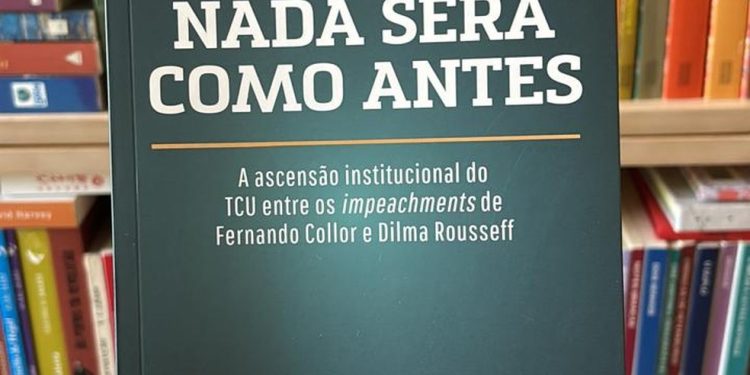 NADA SERÁ
COMO ANTES
A ascensão institucional do
TCU entre os impeachments de
Fernando Collor e Dilma Rousseff